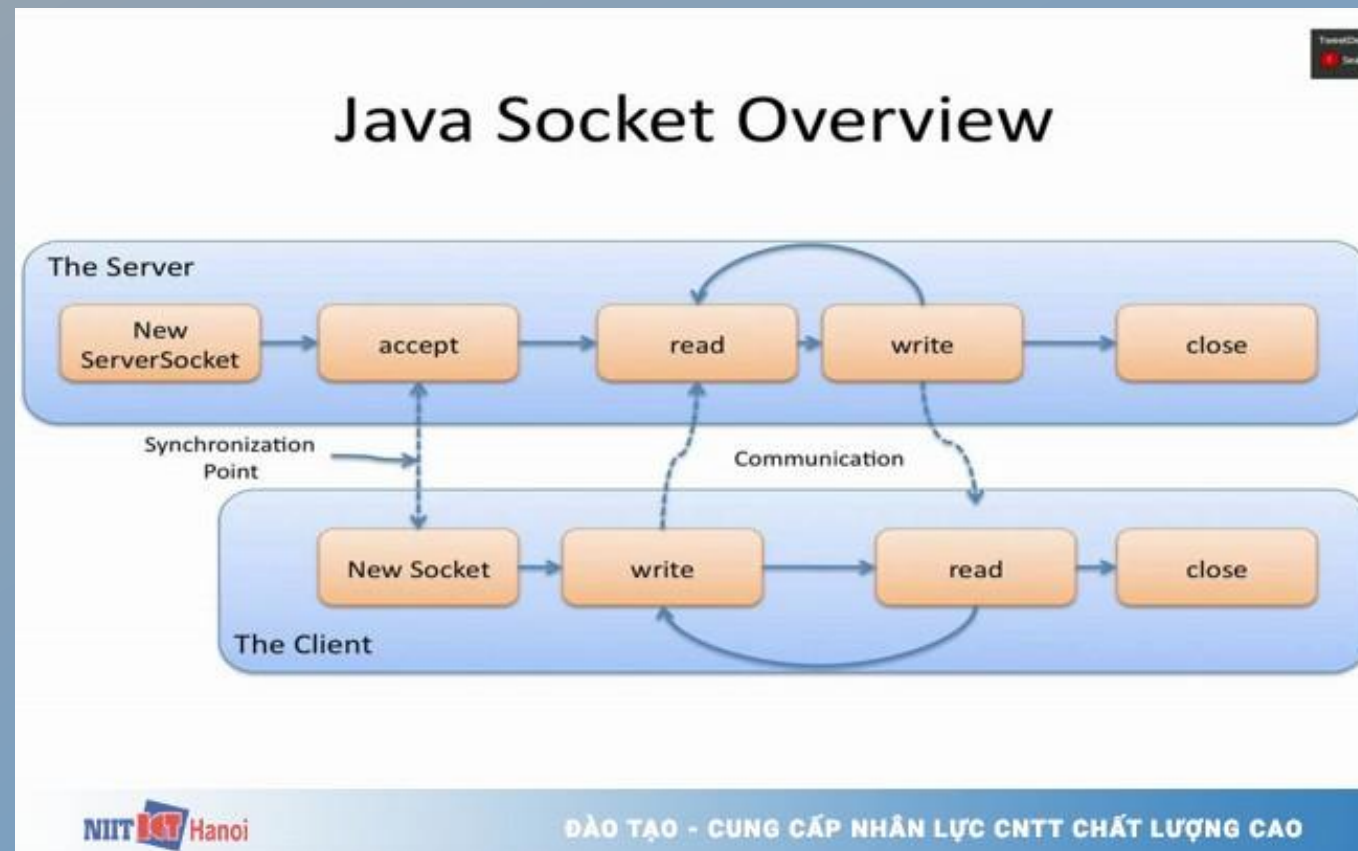 Java Socket Overview
The Server
New
ServerSocket
accept
read
write
close
Synchronization
Point
Communication
New Socket
write
read
close
The Client
NIIT ICT Hanoi
ĐÀO TẠO - CUNG CẤP NHÂN LỰC CNTT CHẤT LƯỢNG CAO